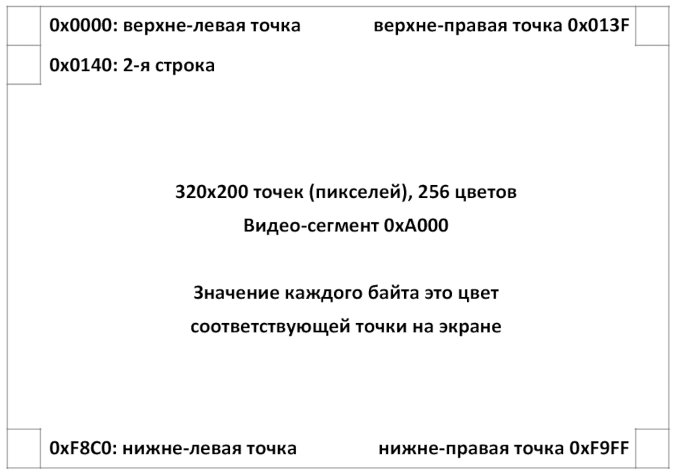 0x0000: верхне-левая точка верхне-правая точка 0x013F
0x0140: 2-я строка
320x200 точек (пикселей), 256 цветов
Видео-сегмент 0xA000
Значение каждого байта это цвет
соответствующей точки на экране
0xF8C0: нижне-левая точка нижне-правая точка 0xF9FF